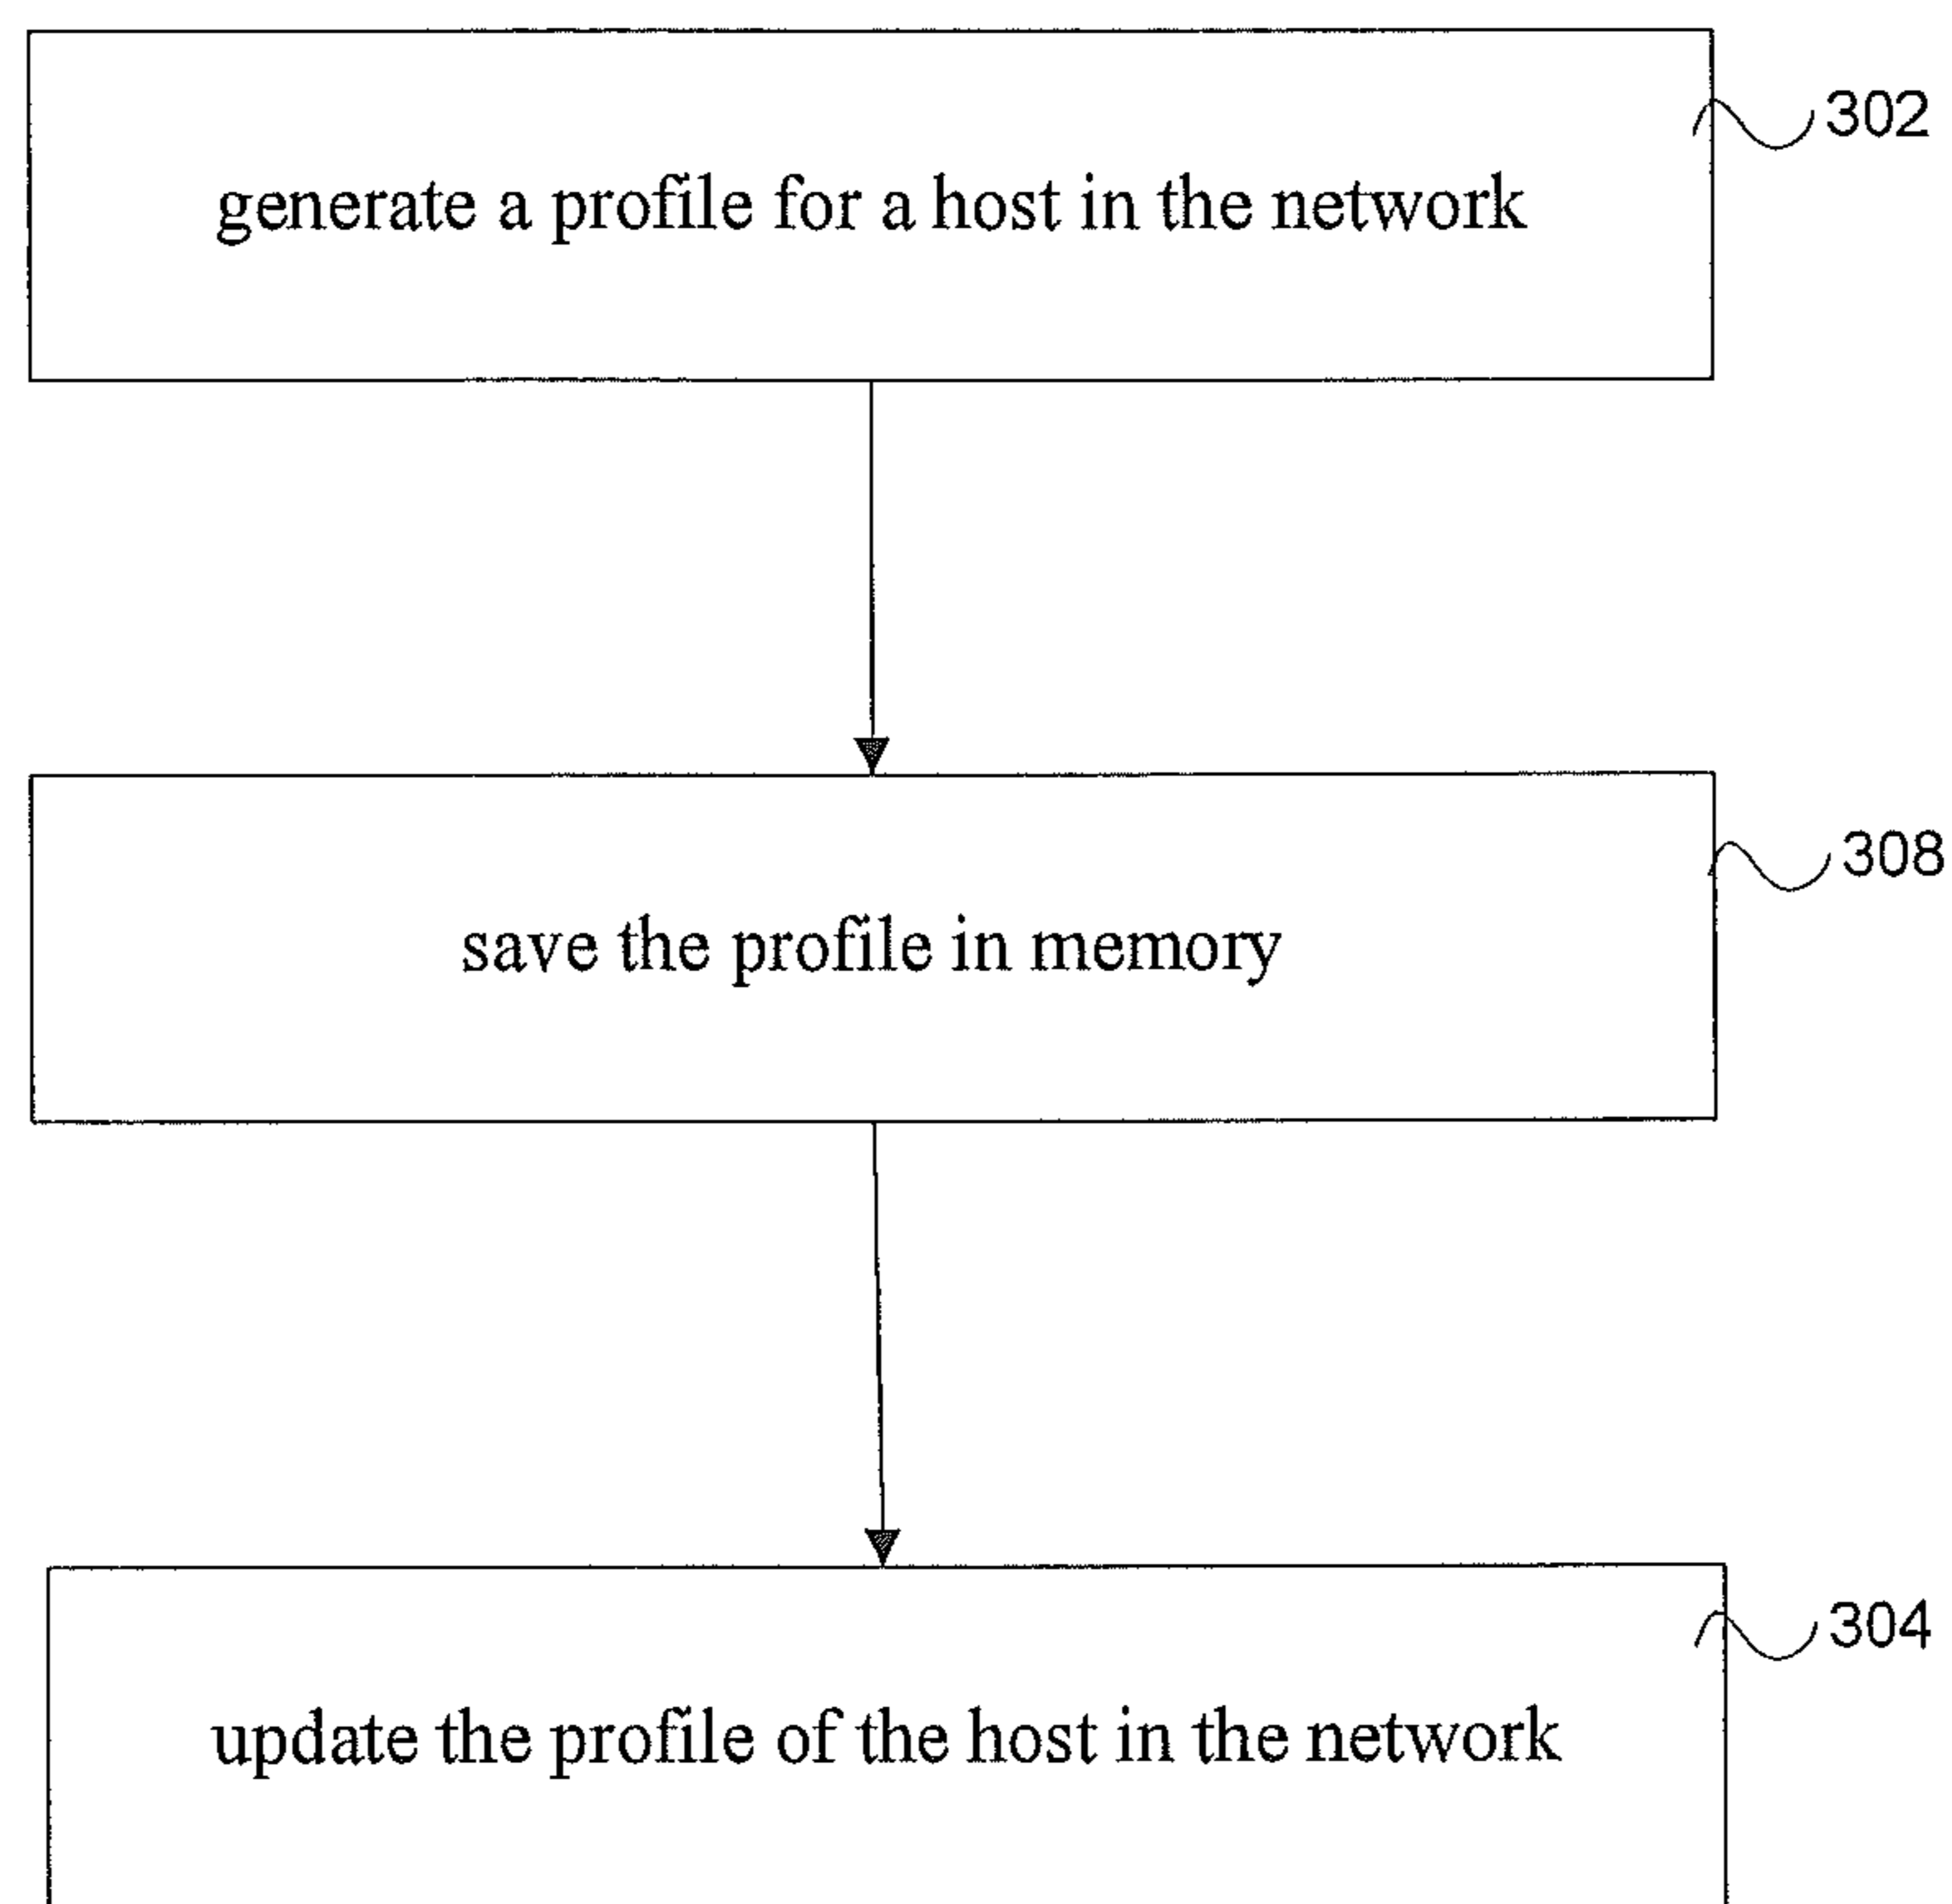 302
generate a profile for a host in the network
308
save the profile in memory
304
update the profile of the host in the network